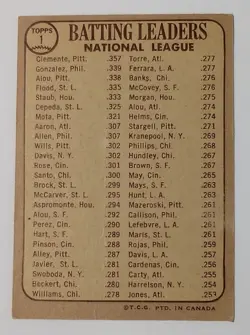 TOPPS
1
BATTING LEADERS
NATIONAL LEAGUE
Clemente, Pitt. .357 Torre, Atl. .277
Gonzalez, Phil. .339 Ferrara, L. A. .277
Alou, Pitt. .338 Banks, Chi. .276
Flood, St. L. .335 McCovey, S. F. .276
Staub, Hou. .333 Morgan, Hou. .275
Cepeda, St. L. .325 Alou, Atl. .274
Mota, Pitt. .321 Helms, Cin. .274
Aaron, Atl. .307 Stargell, Pitt. .271
Allen, Phil. .307 Kranepool, N. Y. .269
Wills, Pitt. .302 Phillips, Chi. .268
Davis, N. Y. .302 Hundley, Chi. .267
Rose, Cin. .301 Brown, S. F. .267
Santo, Chi. .300 May, Cin. .265
Brock, St. L. .299 Mays, S. F. .263
McCarver, St. L. .295 Hunt, L. A. .263
Aspromonte, Hou. .294 Mazeroski, Pitt. .261
Alou, S. F. .292 Callison, Phil. .261
Perez, Cin. .290 Lefebvre, L. A. .261
Hart, S. F. .289 Maris, St. L. .261
Pinson, Cin. .288 Rojas, Phil. .259
Alley, Pitt. .287 Davis, L. A. .257
Javier, St. L. .281 Cardenas, Cin. .256
Swoboda, N. Y. .281 Carty, Atl. .255
Beckert, Chi. .280 Harrelson, N. Y. .254
Williams, Chi. .278 Jones, Atl. .253
©T.C.G. PTD. IN CANADA